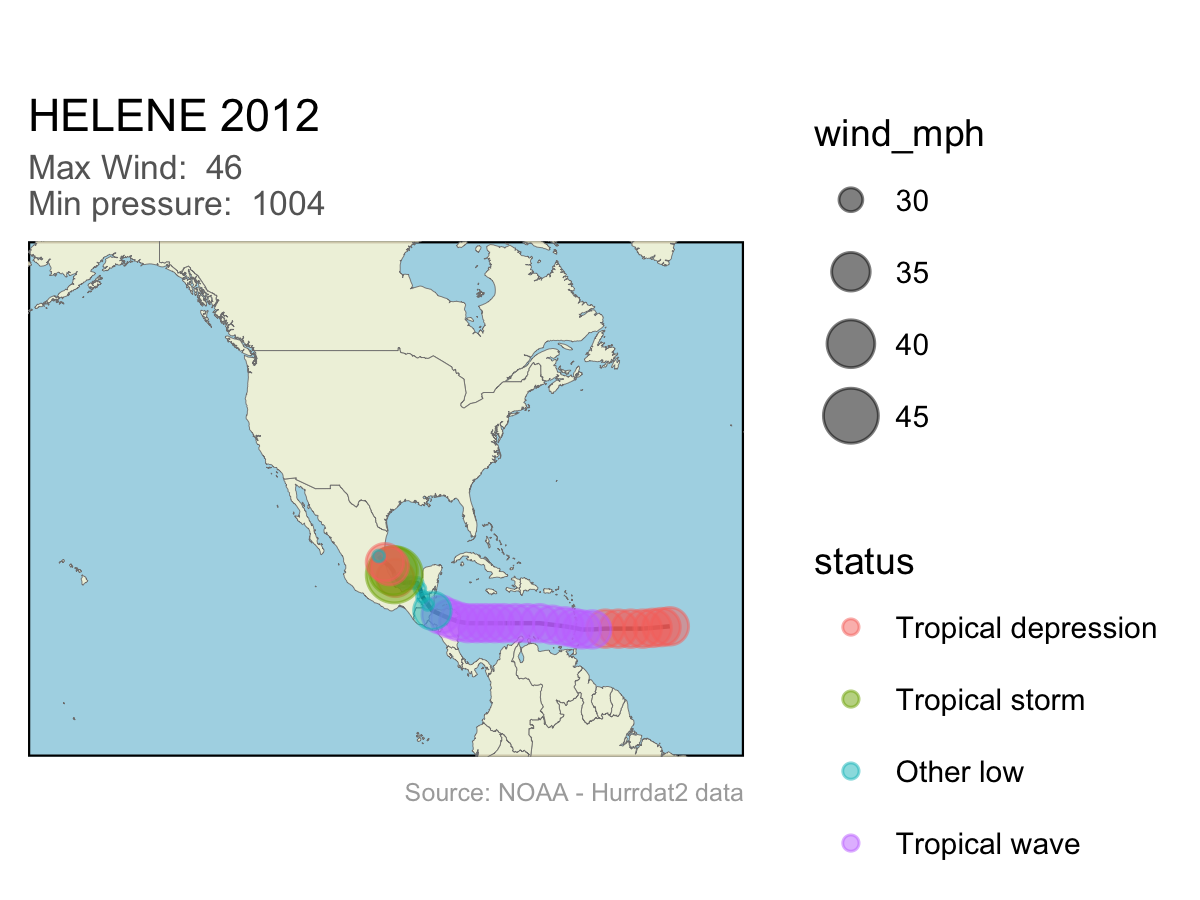 HELENE 2012
Max Wind:  46
Min pressure:  1004
Source: NOAA - Hurrdat2 data
wind_mph
30
35
40
45
status
Tropical depression
Tropical storm
Other low
Tropical wave